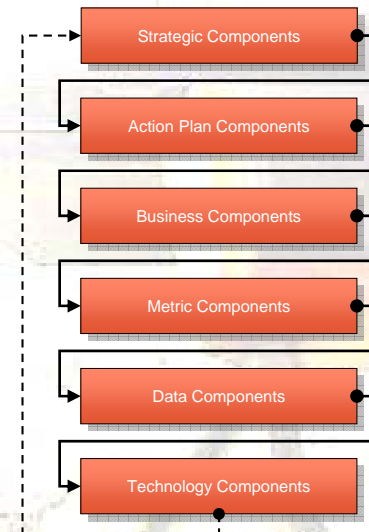 Strategic Components
Action Plan Components
Business Components
Metric Components
Data Components
Technology Components